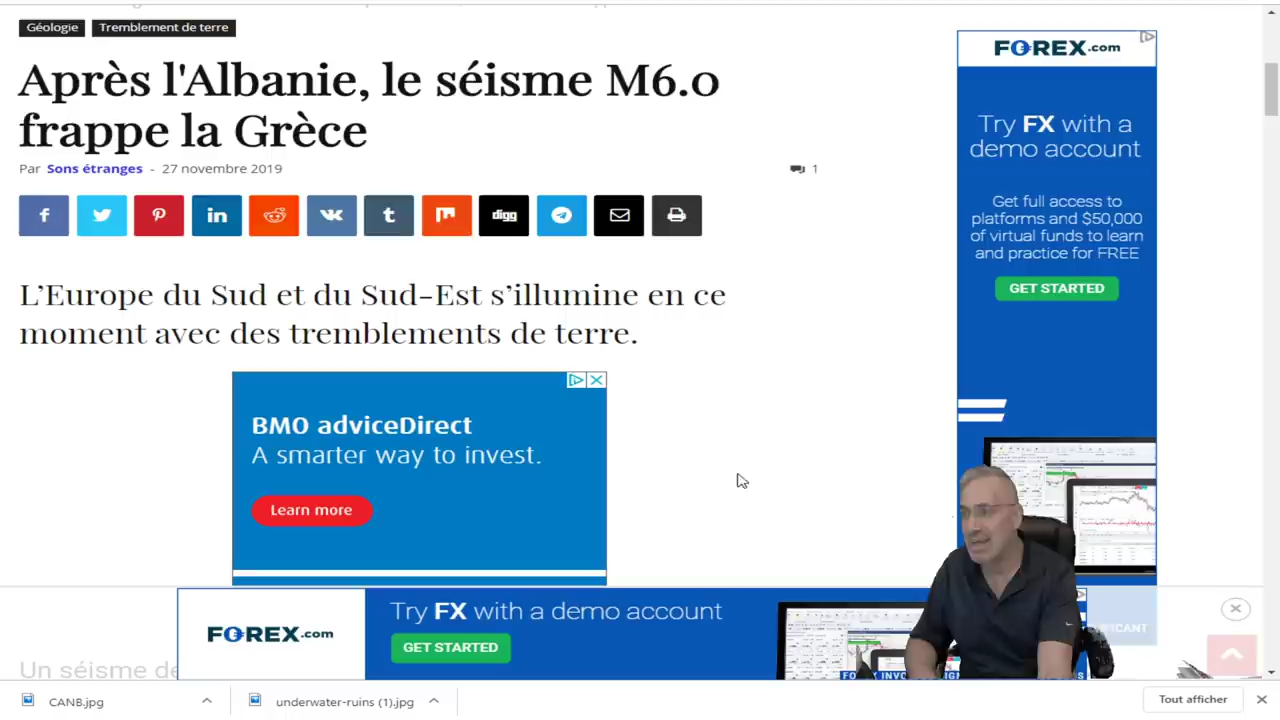 Géologie Tremblement de terre
Après l'Albanie, le séisme M6.0
frappe la Grèce
Par Sons étranges - 27 novembre 2019
1
digg
L’Europe du Sud et du Sud-Est s’illumine en ce
moment avec des tremblements de terre.
BMO adviceDirect
A smarter way to invest.
Learn more
FOREX.com
Try FX with a
demo account
Get full access to
platforms and $50,000
of virtual funds to learn
and practice for FREE
GET STARTED
FOREX.com
Try FX with a demo account
GET STARTED
Un séisme de
CANB.jpg
underwater-ruins (1).jpg
Tout afficher